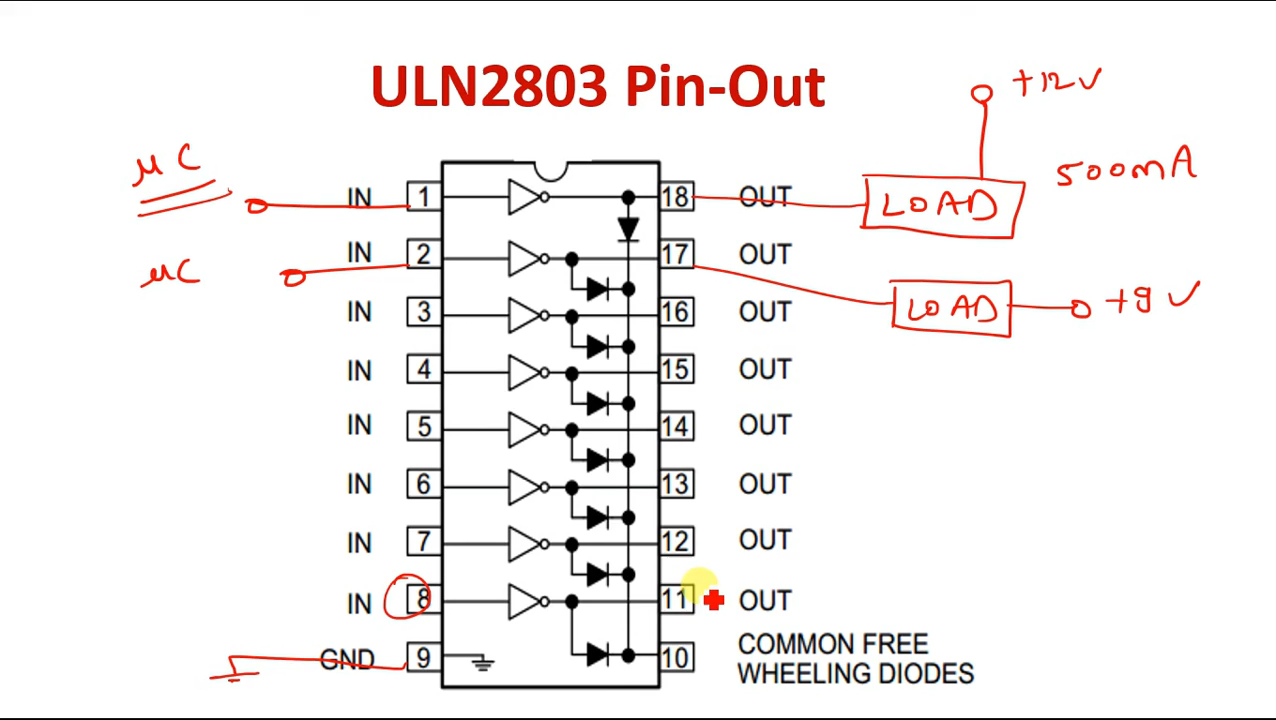 ULN2803 Pin-Out
+12V
μC
500mA
IN 1 18 OUT LOAD
μC
IN 2 17 OUT
IN 3 16 OUT LOAD +9V
IN 4 15 OUT
IN 5 14 OUT
IN 6 13 OUT
IN 7 12 OUT
IN 8 11 OUT
GND 9 10 COMMON FREE
WHEELING DIODES